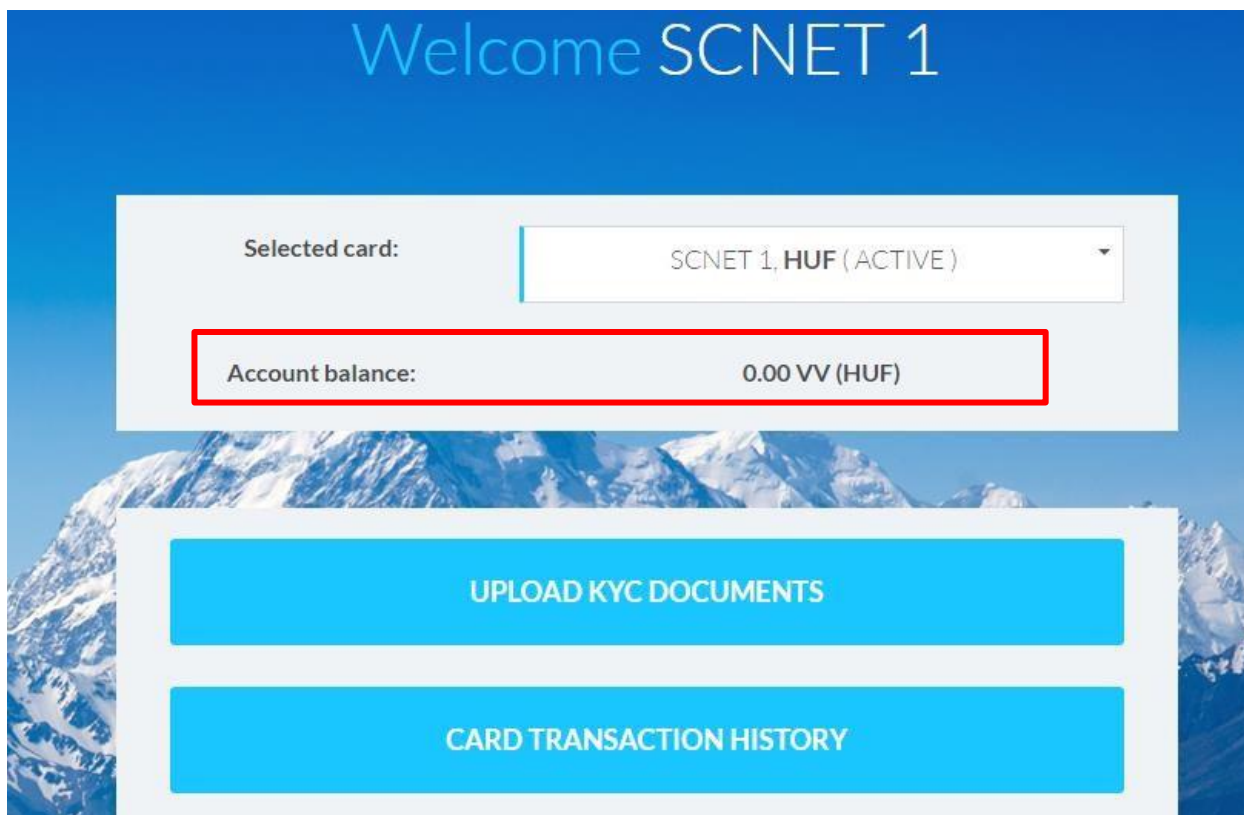 Welcome SCNET 1
Selected card: SCNET 1, HUF ( ACTIVE )
Account balance: 0.00 VV (HUF)
UPLOAD KYC DOCUMENTS
CARD TRANSACTION HISTORY